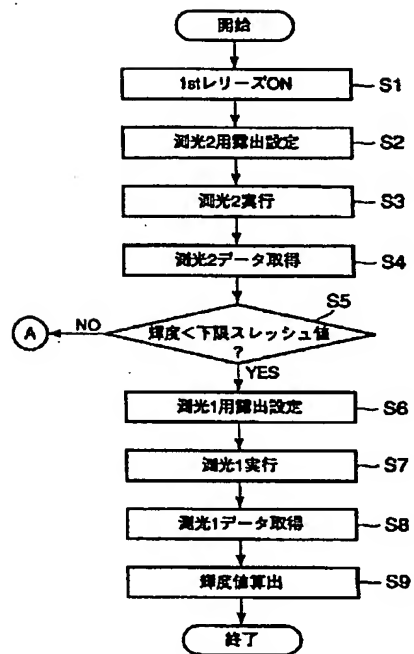 開始
1stレリーズON
S1
測光2用露出設定
S2
測光2実行
S3
測光2データ取得
S4
S5
輝度<下限スレッシュ値
?
NO
A
YES
測光1用露出設定
S6
測光1実行
S7
測光1データ取得
S8
輝度値算出
S9
終了